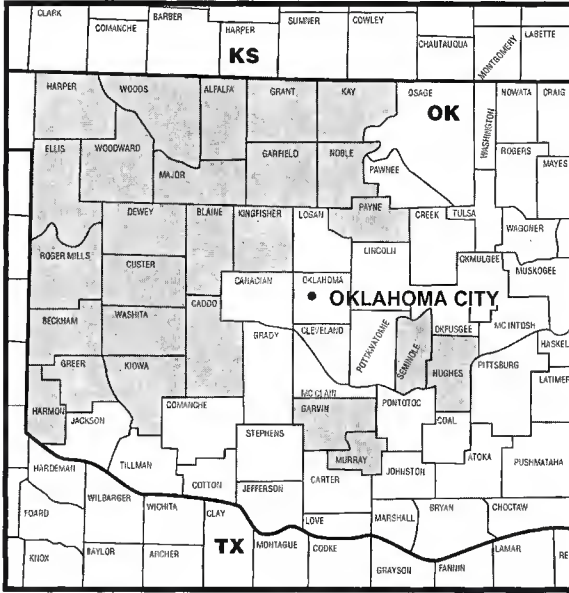 CLARK
COMANCHE
BARBER
HARPER
SUMNER
COWLEY
CHAUTAUQUA
MONTGOMERY
LABETTE
KS
HARPER
WOODS
ALFALFA
GRANT
KAY
OSAGE
OK
WASHINGTON
NOWATA
CRAIG
ELLIS
WOODWARD
MAJOR
GARFIELD
NOBLE
PAWNEE
ROGERS
MAYES
DEWEY
BLAINE
KINGFISHER
LOGAN
PAYNE
CREEK
TULSA
WAGONER
ROGER MILLS
CUSTER
CANADIAN
OKLAHOMA
LINCOLN
OKMULGEE
MUSKOGEE
OKLAHOMA CITY
BECKHAM
WASHITA
CADDO
GRADY
CLEVELAND
POTTAWATOMIE
SEMINOLE
OKFUSGEE
MC INTOSH
HASKEL
GREER
KIOWA
HUGHES
PITTSBURG
LATIMER
HARMON
JACKSON
COMANCHE
MC CLAIN
GARVIN
PONTOTOC
COAL
TILLMAN
STEPHENS
MURRAY
JOHNSTON
ATOKA
PUSHMATAHA
HARDEMAN
COTTON
JEFFERSON
CARTER
WILBARGER
WICHITA
CLAY
LOVE
MARSHALL
BRYAN
CHOCTAW
FOARD
TX
KNOX
BAYLOR
ARCHER
MONTAGUE
COOKE
GRAYSON
FANNIN
LAMAR
RE